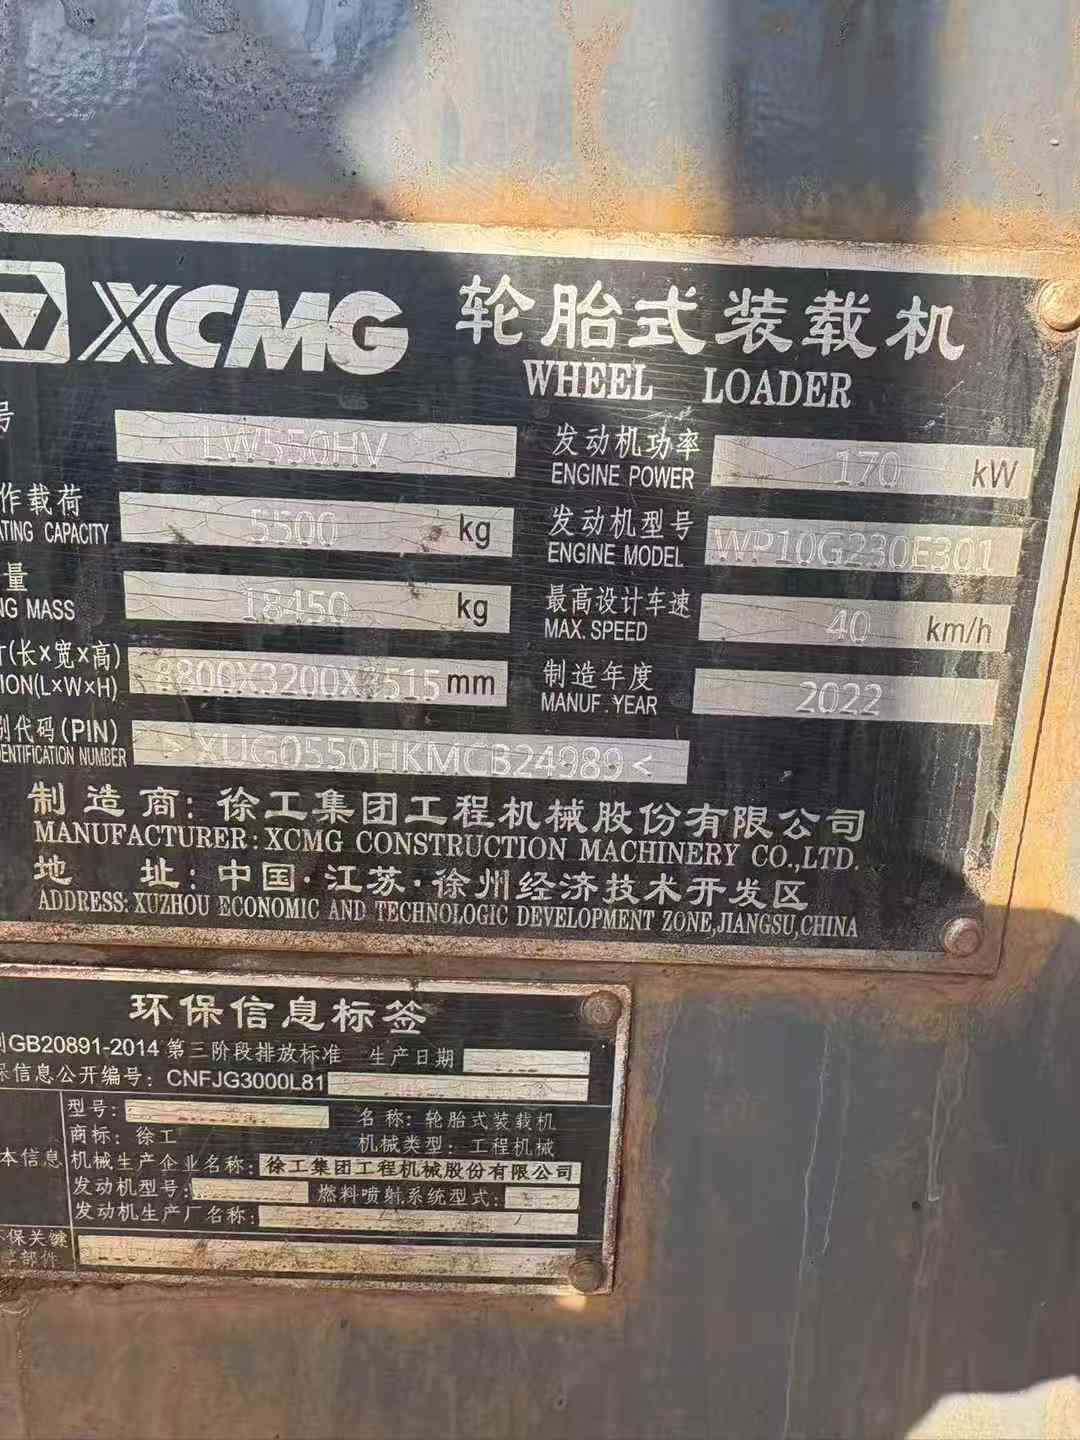 XCMG 轮胎式装载机
WHEEL LOADER
号 LW550HV 发动机功率 170 kW
ENGINE POWER
作载荷 5500 kg 发动机型号 WP10G230E301
ATING CAPACITY ENGINE MODEL
量 18450 kg 最高设计车速 40 km/h
NG MASS MAX. SPEED
(长×宽×高) 8800X3200X3515 mm 制造年度 2022
ION(L×W×H) MANUF. YEAR
别代码(PIN) >XUG0550HKMCB24989<
ENTIFICATION NUMBER
制造商:徐工集团工程机械股份有限公司
MANUFACTURER: XCMG CONSTRUCTION MACHINERY CO.,LTD.
地 址:中国·江苏·徐州经济技术开发区
ADDRESS: XUZHOU ECONOMIC AND TECHNOLOGIC DEVELOPMENT ZONE,JIANGSU,CHINA
环保信息标签
GB20891-2014 第三阶段排放标准 生产日期
保信息公开编号: CNFJG3000L81
型号: 名称: 轮胎式装载机
商标: 徐工 机械类型: 工程机械
本信息 机械生产企业名称: 徐工集团工程机械股份有限公司
发动机型号: 燃料喷射系统型式:
发动机生产厂名称:
保关键
部件